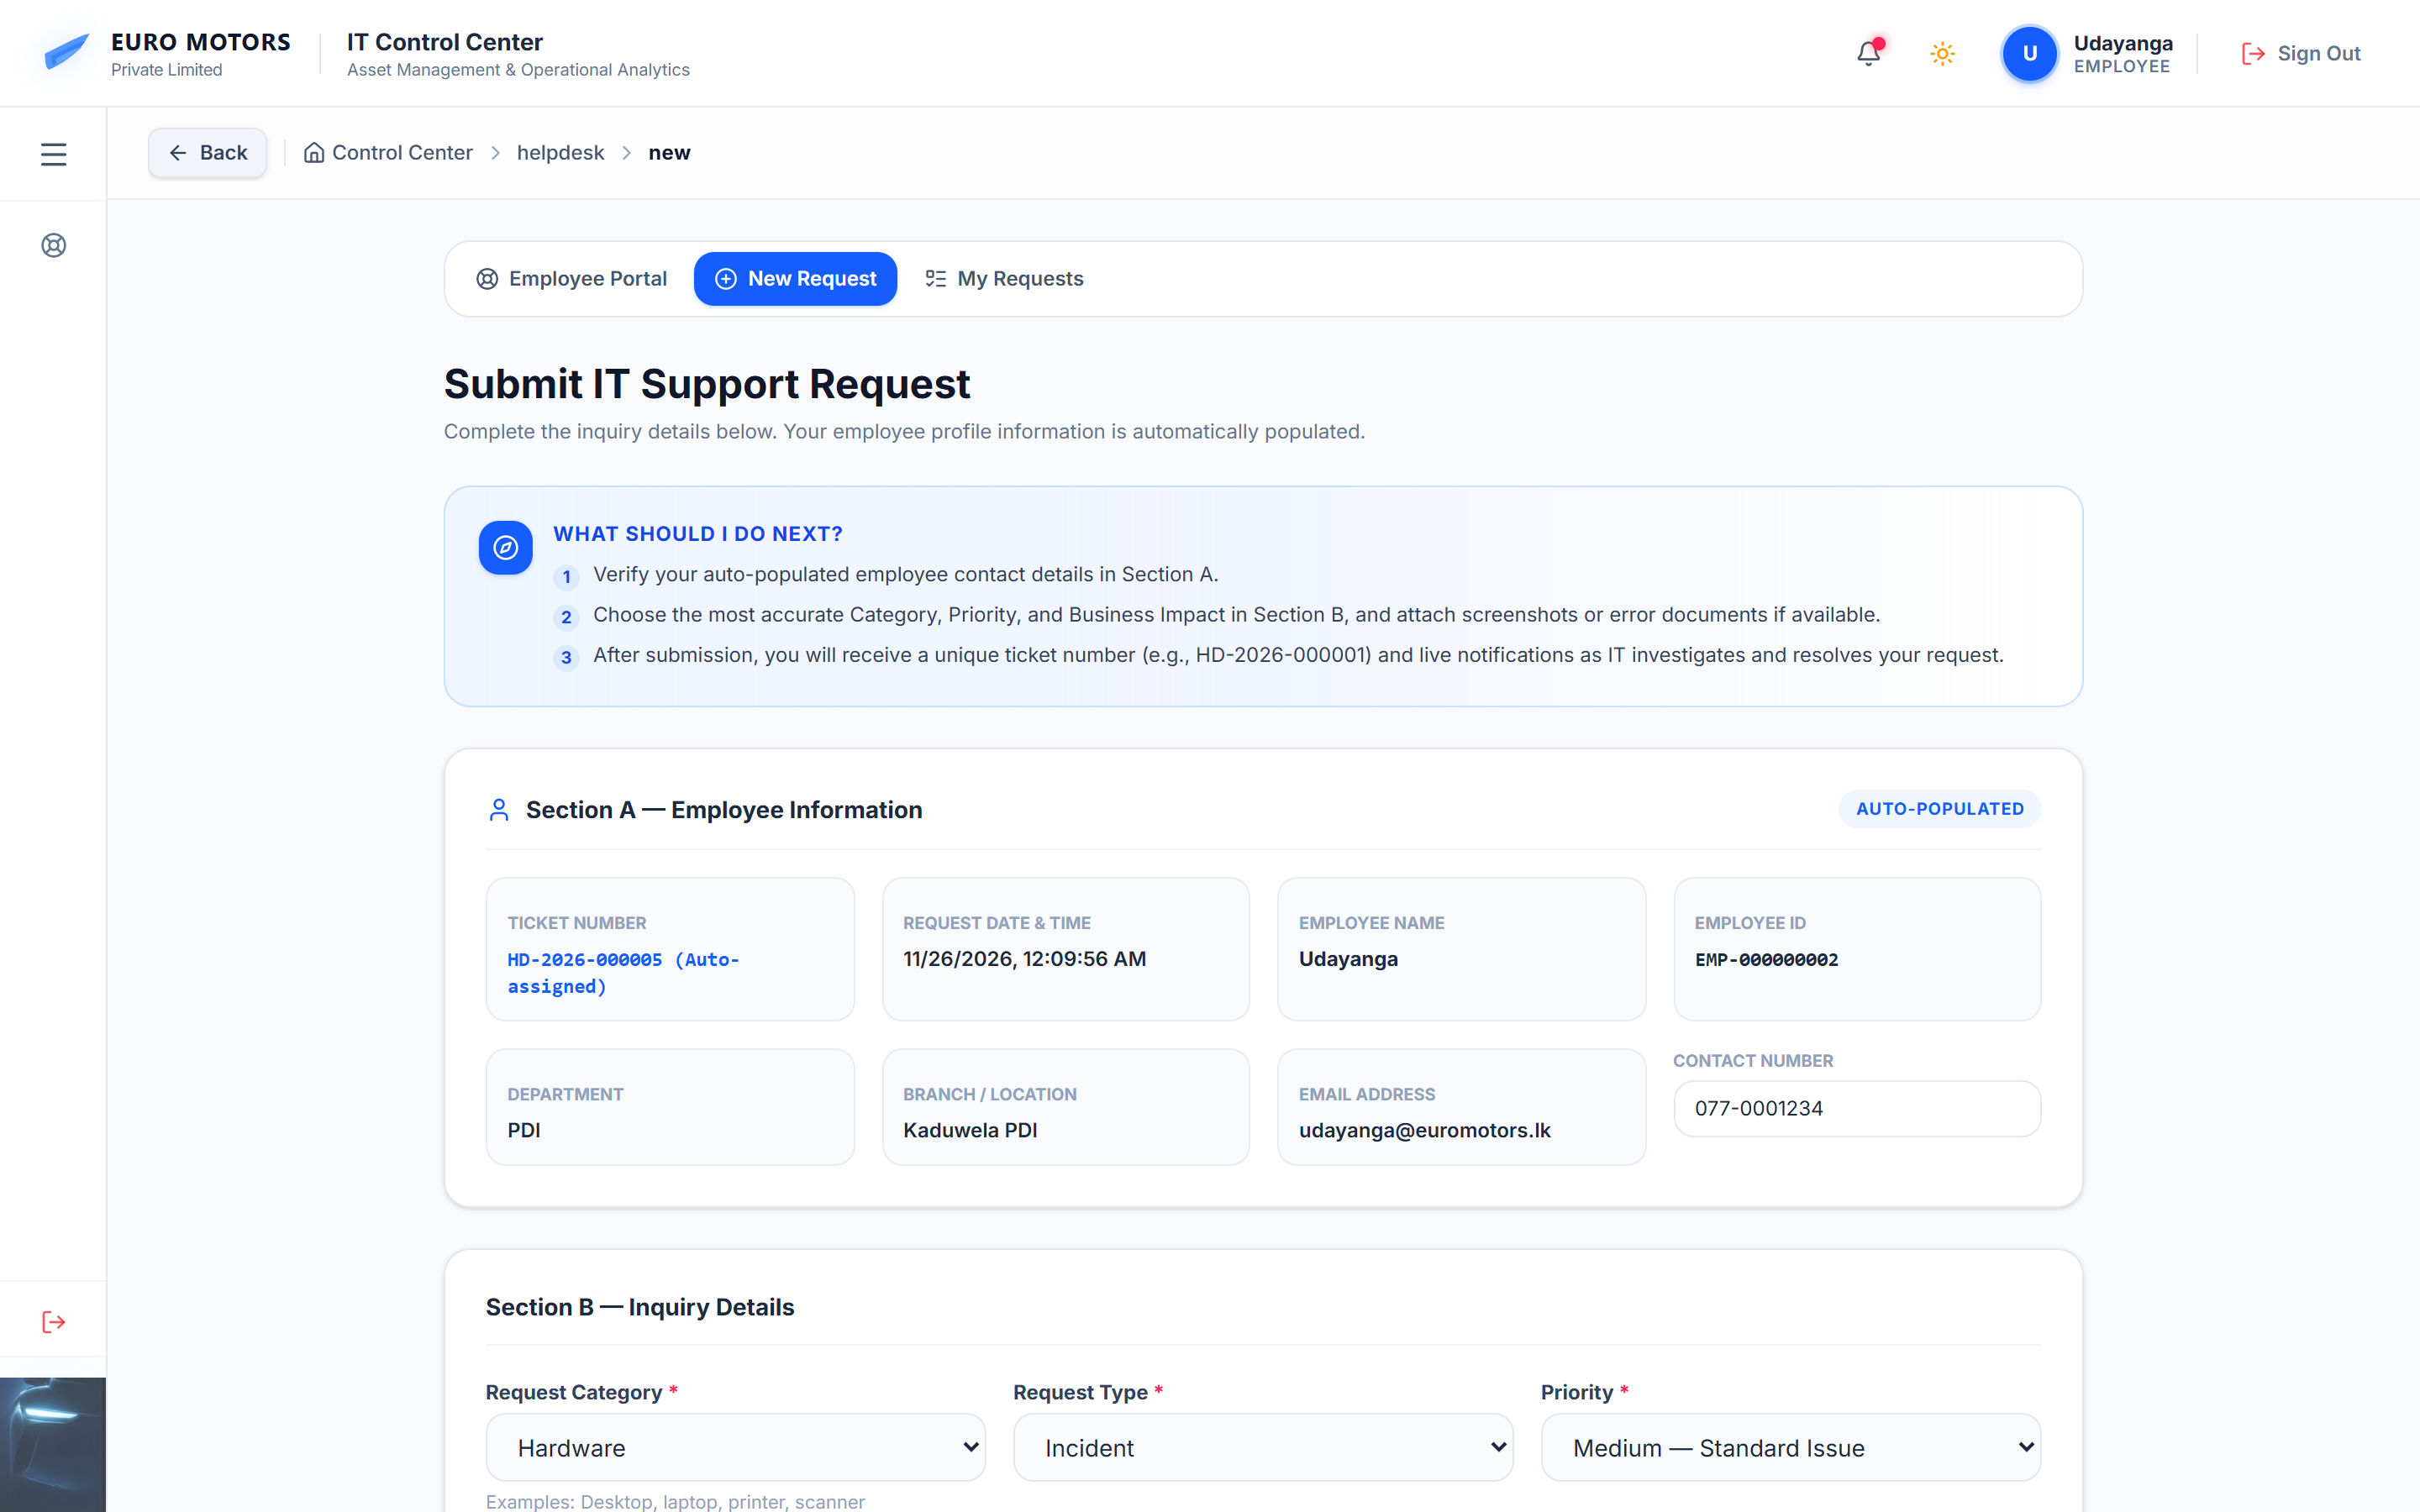 EURO MOTORS
Private Limited
IT Control Center
Asset Management & Operational Analytics
U
Udayanga
EMPLOYEE
Sign Out
Back
Control Center
helpdesk
new
Employee Portal
New Request
My Requests
Submit IT Support Request
Complete the inquiry details below. Your employee profile information is automatically populated.
WHAT SHOULD I DO NEXT?
1 Verify your auto-populated employee contact details in Section A.
2 Choose the most accurate Category, Priority, and Business Impact in Section B, and attach screenshots or error documents if available.
3 After submission, you will receive a unique ticket number (e.g., HD-2026-000001) and live notifications as IT investigates and resolves your request.
Section A — Employee Information
AUTO-POPULATED
TICKET NUMBER
HD-2026-000005 (Auto-
assigned)
REQUEST DATE & TIME
11/26/2026, 12:09:56 AM
EMPLOYEE NAME
Udayanga
EMPLOYEE ID
EMP-000000002
DEPARTMENT
PDI
BRANCH / LOCATION
Kaduwela PDI
EMAIL ADDRESS
udayanga@euromotors.lk
CONTACT NUMBER
077-0001234
Section B — Inquiry Details
Request Category *
Hardware
Examples: Desktop, laptop, printer, scanner
Request Type *
Incident
Priority *
Medium — Standard Issue